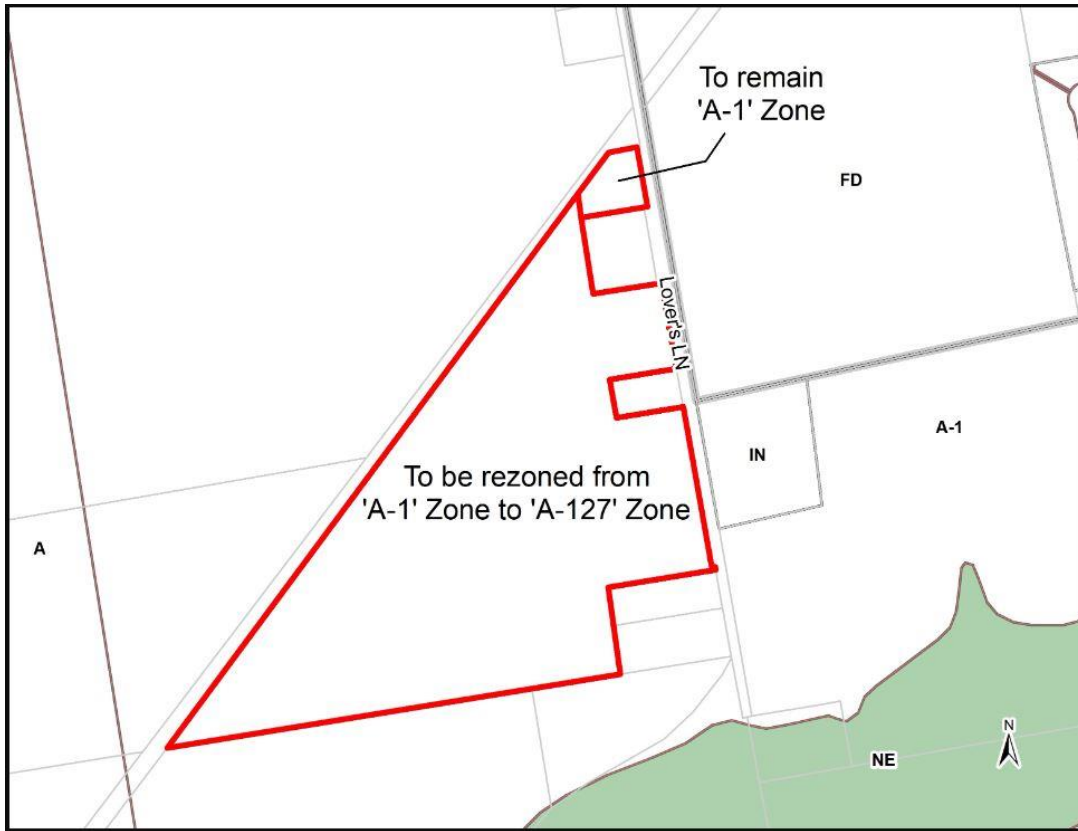 To remain
'A-1' Zone
FD
Lover's LN
To be rezoned from
'A-1' Zone to 'A-127' Zone
IN
A-1
A
N
NE